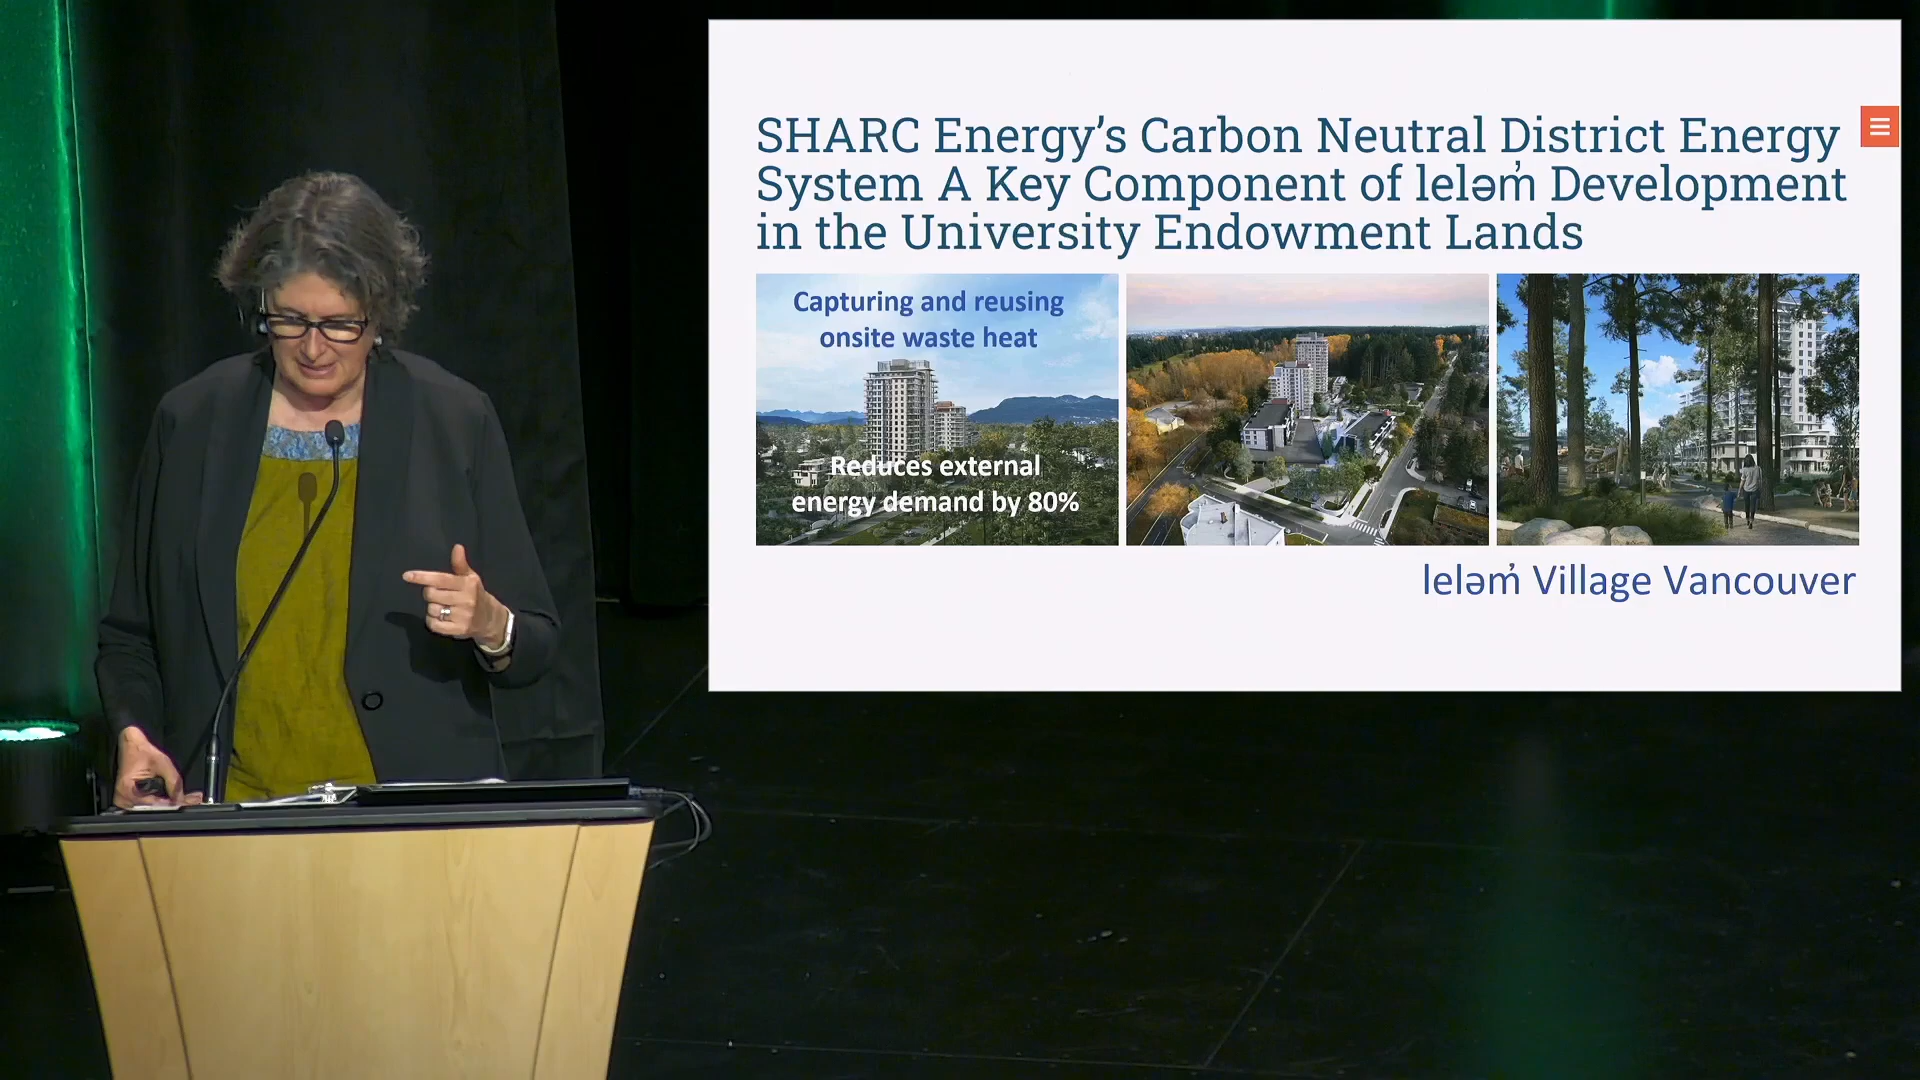 SHARC Energy’s Carbon Neutral District Energy
System A Key Component of leləm̓ Development
in the University Endowment Lands
Capturing and reusing
onsite waste heat
Reduces external
energy demand by 80%
leləm̓ Village Vancouver